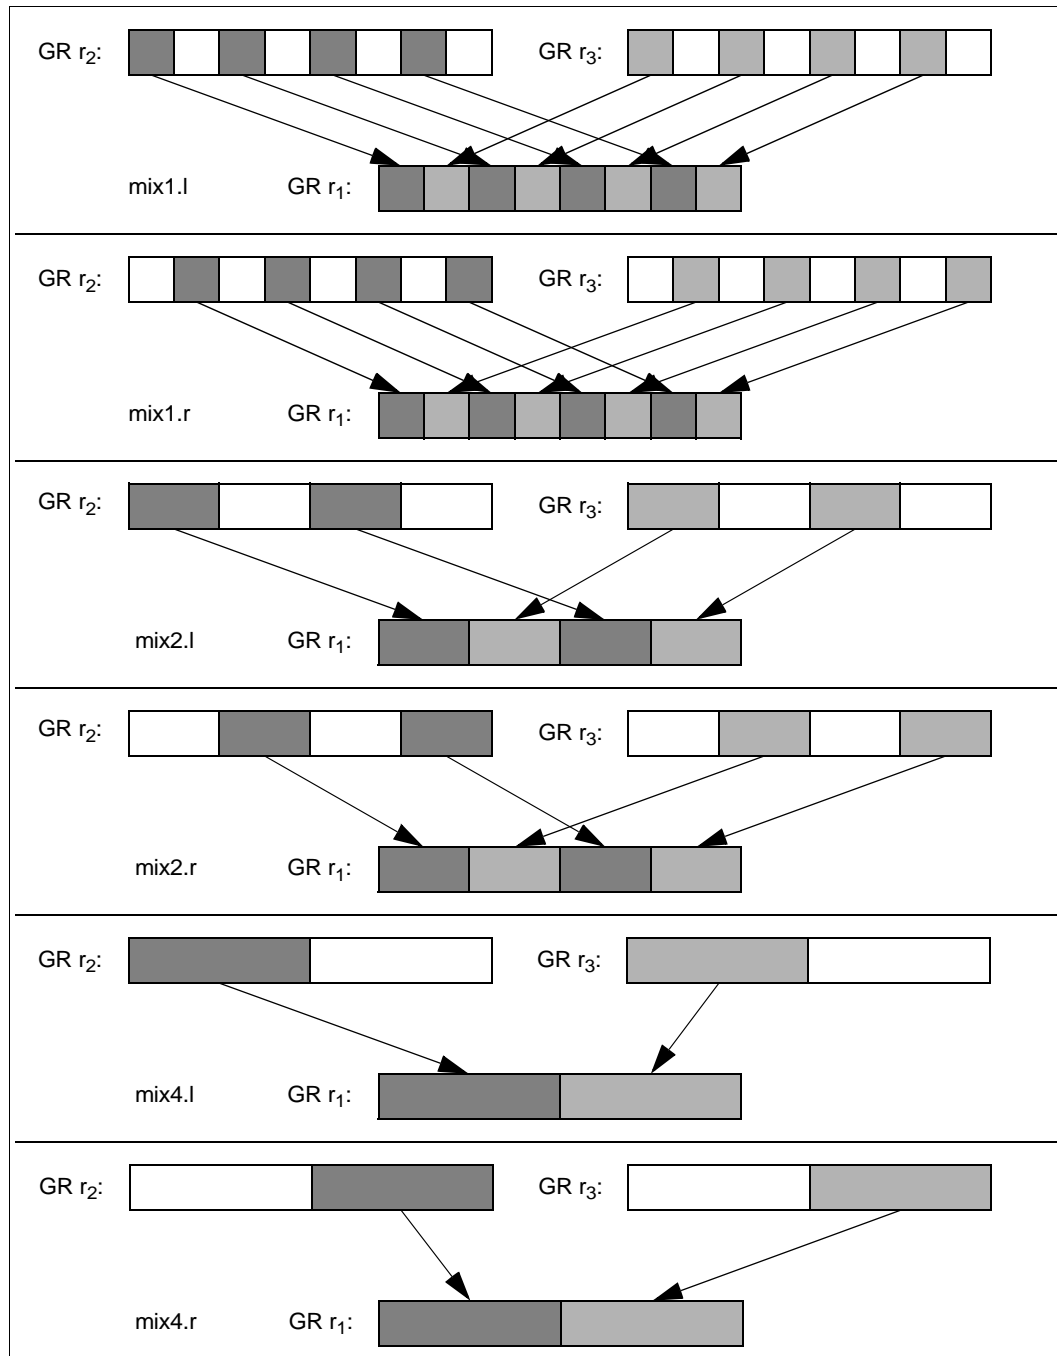 GR r2: GR r3:
mix1.l GR r1:
GR r2: GR r3:
mix1.r GR r1:
GR r2: GR r3:
mix2.l GR r1:
GR r2: GR r3:
mix2.r GR r1:
GR r2: GR r3:
mix4.l GR r1:
GR r2: GR r3:
mix4.r GR r1: